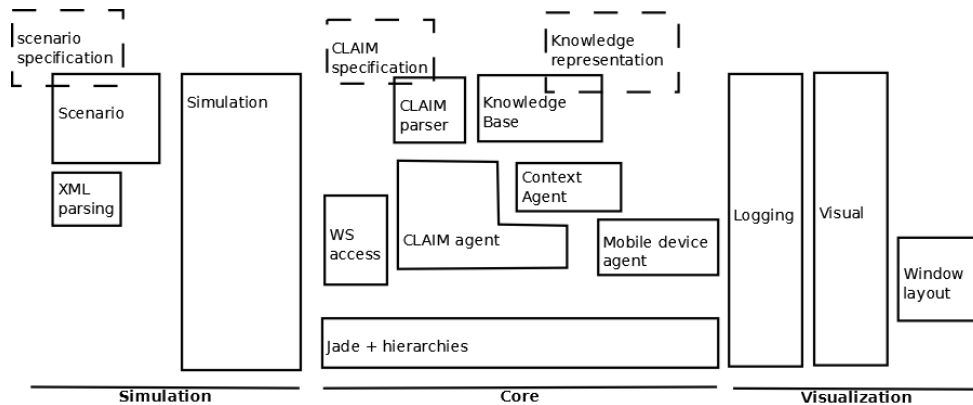 scenario
specification
Scenario
XML
parsing
Simulation
CLAIM
specification
Knowledge
representation
CLAIM
parser
Knowledge
Base
Context
Agent
WS
access
CLAIM agent
Mobile device
agent
Jade + hierarchies
Logging
Visual
Window
layout
Simulation
Core
Visualization